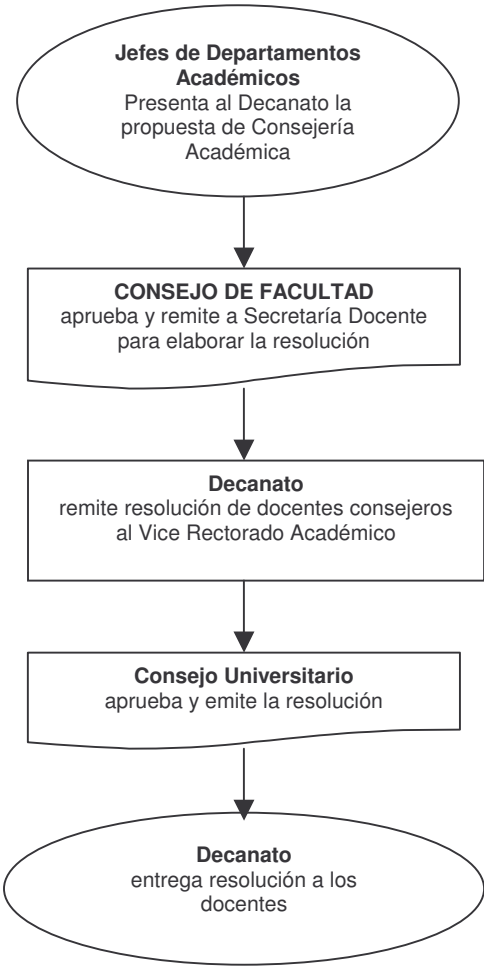 Jefes de Departamentos
Académicos
Presenta al Decanato la
propuesta de Consejería
Académica
CONSEJO DE FACULTAD
aprueba y remite a Secretaría Docente
para elaborar la resolución
Decanato
remite resolución de docentes consejeros
al Vice Rectorado Académico
Consejo Universitario
aprueba y emite la resolución
Decanato
entrega resolución a los
docentes